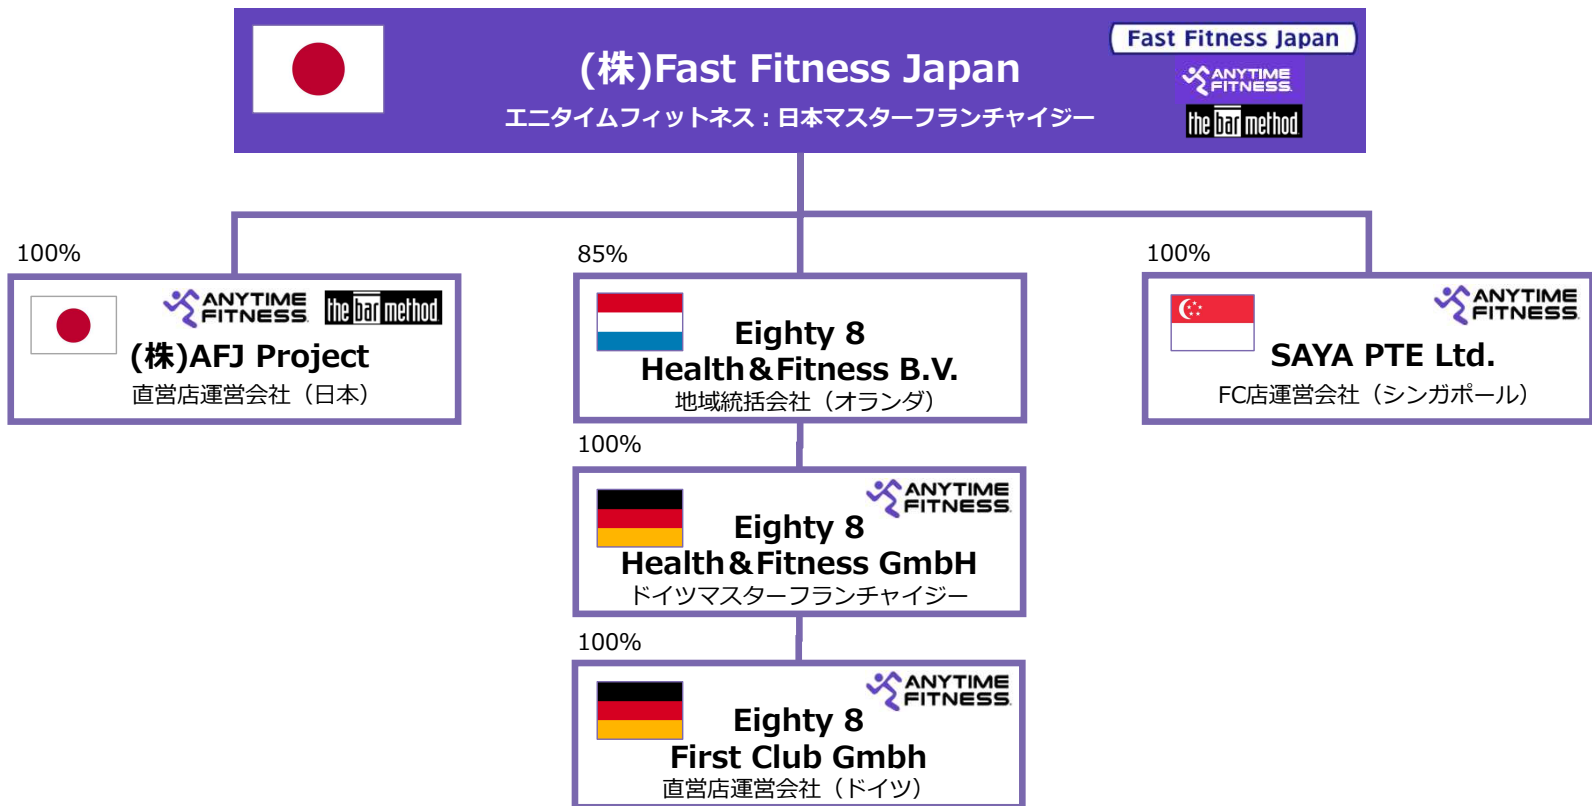 (株)Fast Fitness Japan
エニタイムフィットネス：日本マスターフランチャイジー
Fast Fitness Japan
ANYTIME
FITNESS
the bar method
100%
ANYTIME
FITNESS
the bar method
(株)AFJ Project
直営店運営会社（日本）
85%
Eighty 8
Health&Fitness B.V.
地域統括会社（オランダ）
100%
ANYTIME
FITNESS
SAYA PTE Ltd.
FC店運営会社（シンガポール）
100%
ANYTIME
FITNESS
Eighty 8
Health&Fitness GmbH
ドイツマスターフランチャイジー
100%
ANYTIME
FITNESS
Eighty 8
First Club Gmbh
直営店運営会社（ドイツ）